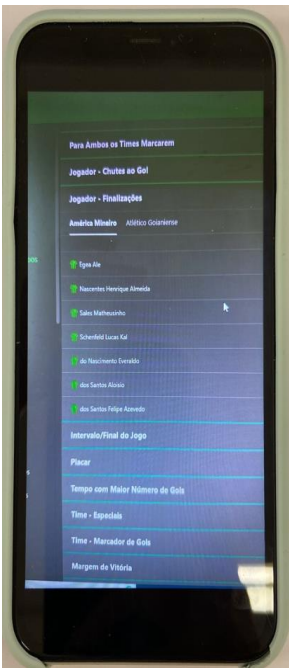 Para Ambos os Times Marcarem
Jogador - Chutes ao Gol
Jogador - Finalizações
América Mineiro Atlético Goianiense
Egea Ale
Nascentes Henrique Almeida
Sales Matheusinho
Schenfeld Lucas Kal
do Nascimento Everaldo
dos Santos Aloisio
dos Santos Felipe Azevedo
Intervalo/Final do Jogo
Placar
Tempo com Maior Número de Gols
Time - Especiais
Time - Marcador de Gols
Margem de Vitória